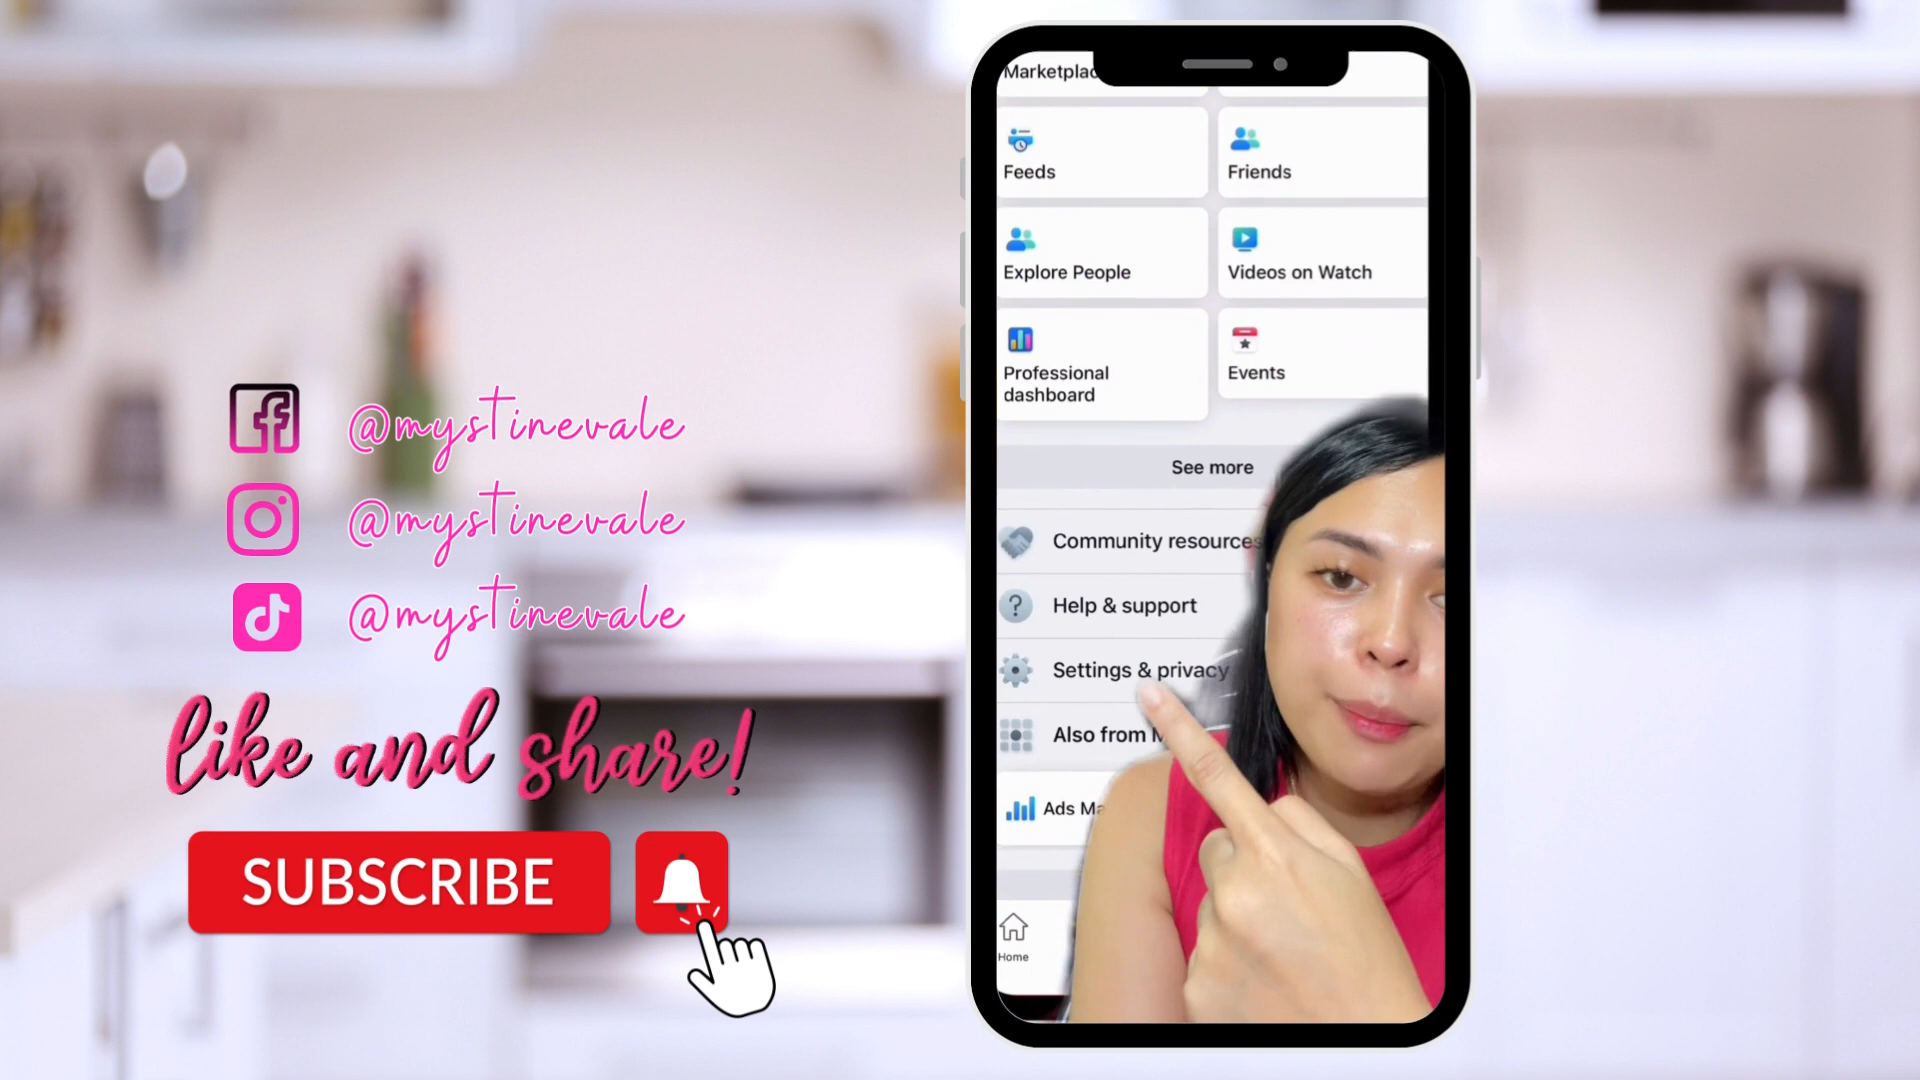 @mystinevale
@mystinevale
@mystinevale
like and share!
SUBSCRIBE
Feeds
Friends
Explore People
Videos on Watch
Professional
dashboard
Events
See more
Community resources
Help & support
Settings & privacy
Also from
Ads
Home